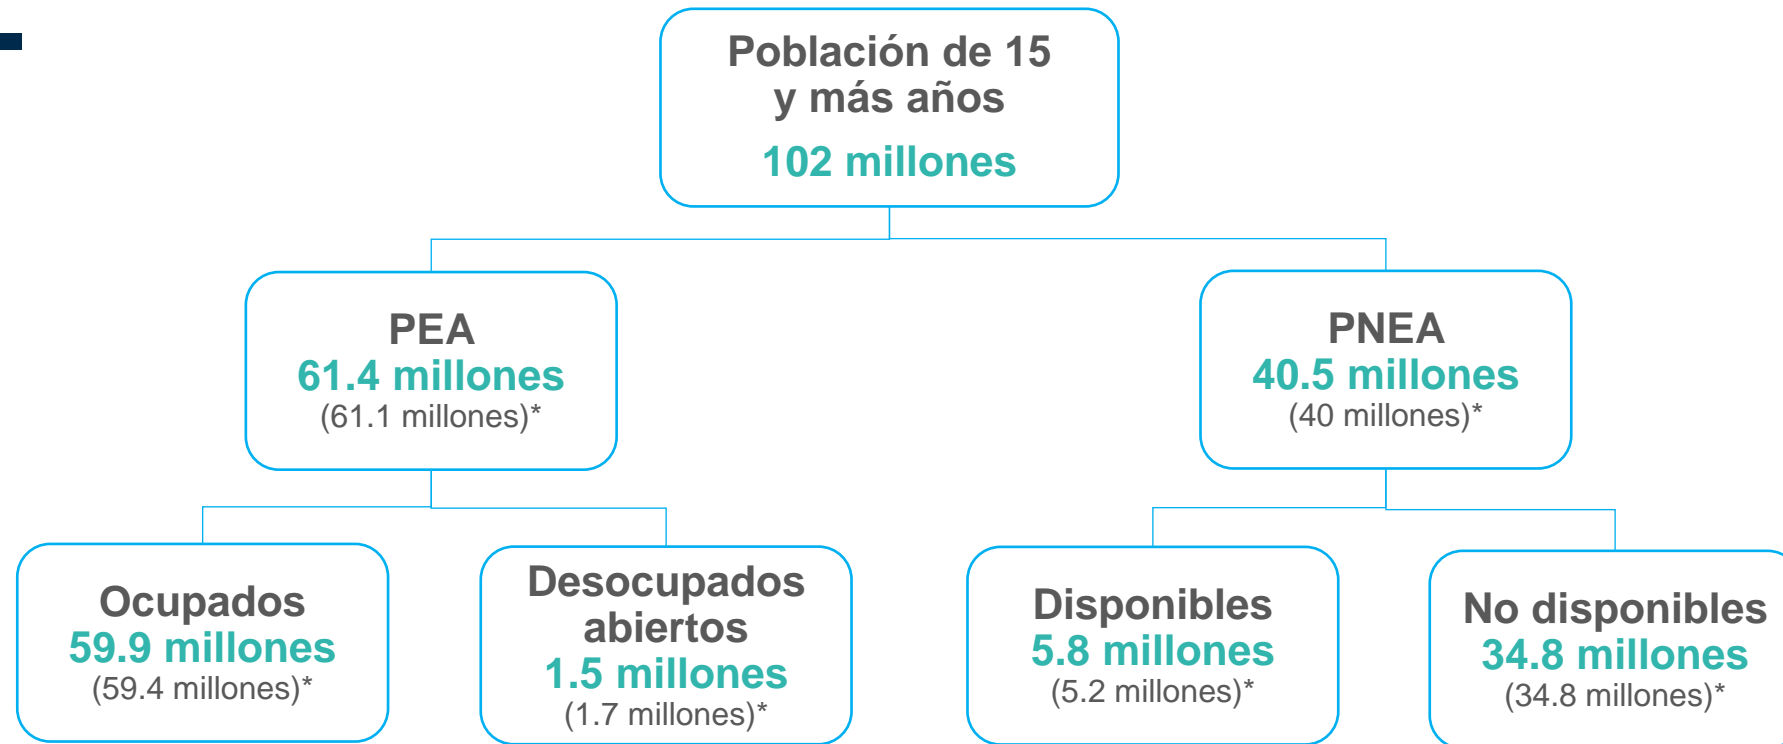 Población de 15
y más años
102 millones
PEA
61.4 millones
(61.1 millones)*
PNEA
40.5 millones
(40 millones)*
Ocupados
59.9 millones
(59.4 millones)*
Desocupados
abiertos
1.5 millones
(1.7 millones)*
Disponibles
5.8 millones
(5.2 millones)*
No disponibles
34.8 millones
(34.8 millones)*